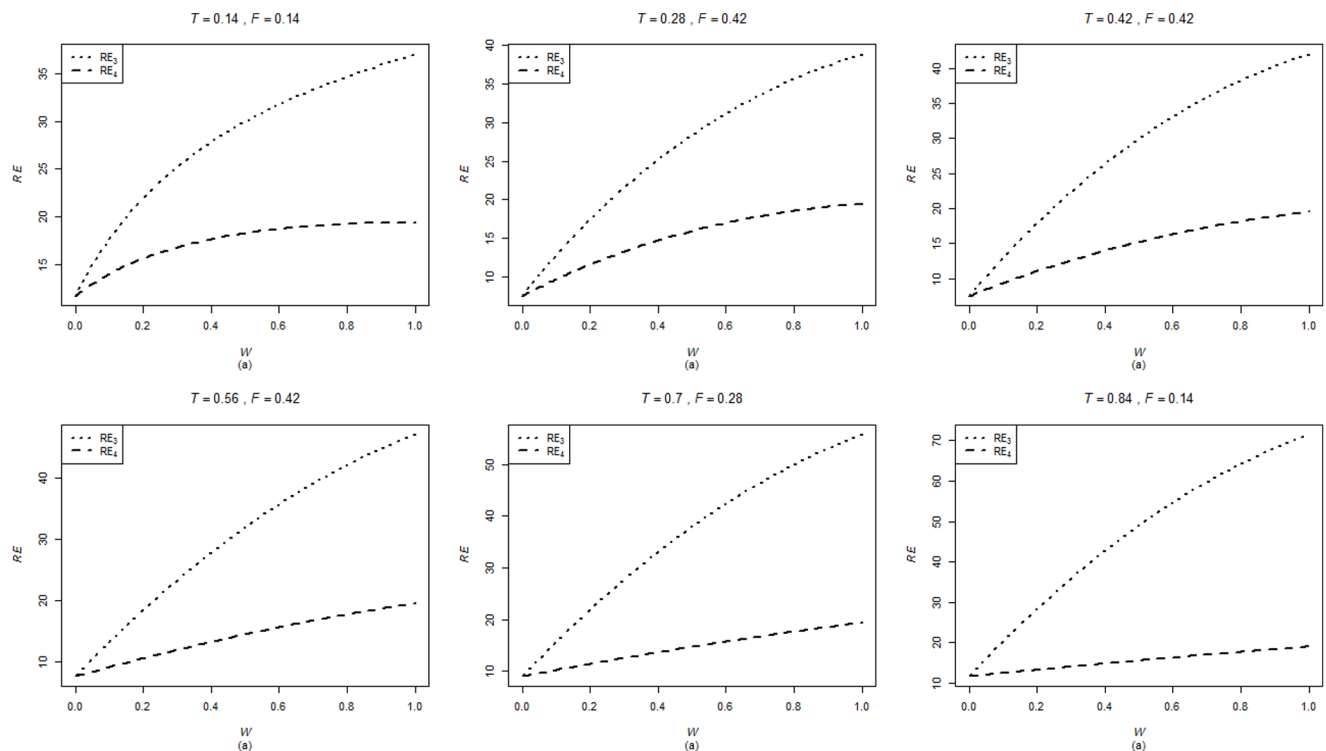 T = 0.14 , F = 0.14
RE3
RE4
RE
35
30
25
20
15
0.0 0.2 0.4 0.6 0.8 1.0
W
(a)
T = 0.28 , F = 0.42
RE3
RE4
RE
40
35
30
25
20
15
10
0.0 0.2 0.4 0.6 0.8 1.0
W
(a)
T = 0.42 , F = 0.42
RE3
RE4
RE
40
35
30
25
20
15
10
0.0 0.2 0.4 0.6 0.8 1.0
W
(a)
T = 0.56 , F = 0.42
RE3
RE4
RE
40
30
20
10
0.0 0.2 0.4 0.6 0.8 1.0
W
(a)
T = 0.7 , F = 0.28
RE3
RE4
RE
50
40
30
20
10
0.0 0.2 0.4 0.6 0.8 1.0
W
(a)
T = 0.84 , F = 0.14
RE3
RE4
RE
70
60
50
40
30
20
10
0.0 0.2 0.4 0.6 0.8 1.0
W
(a)